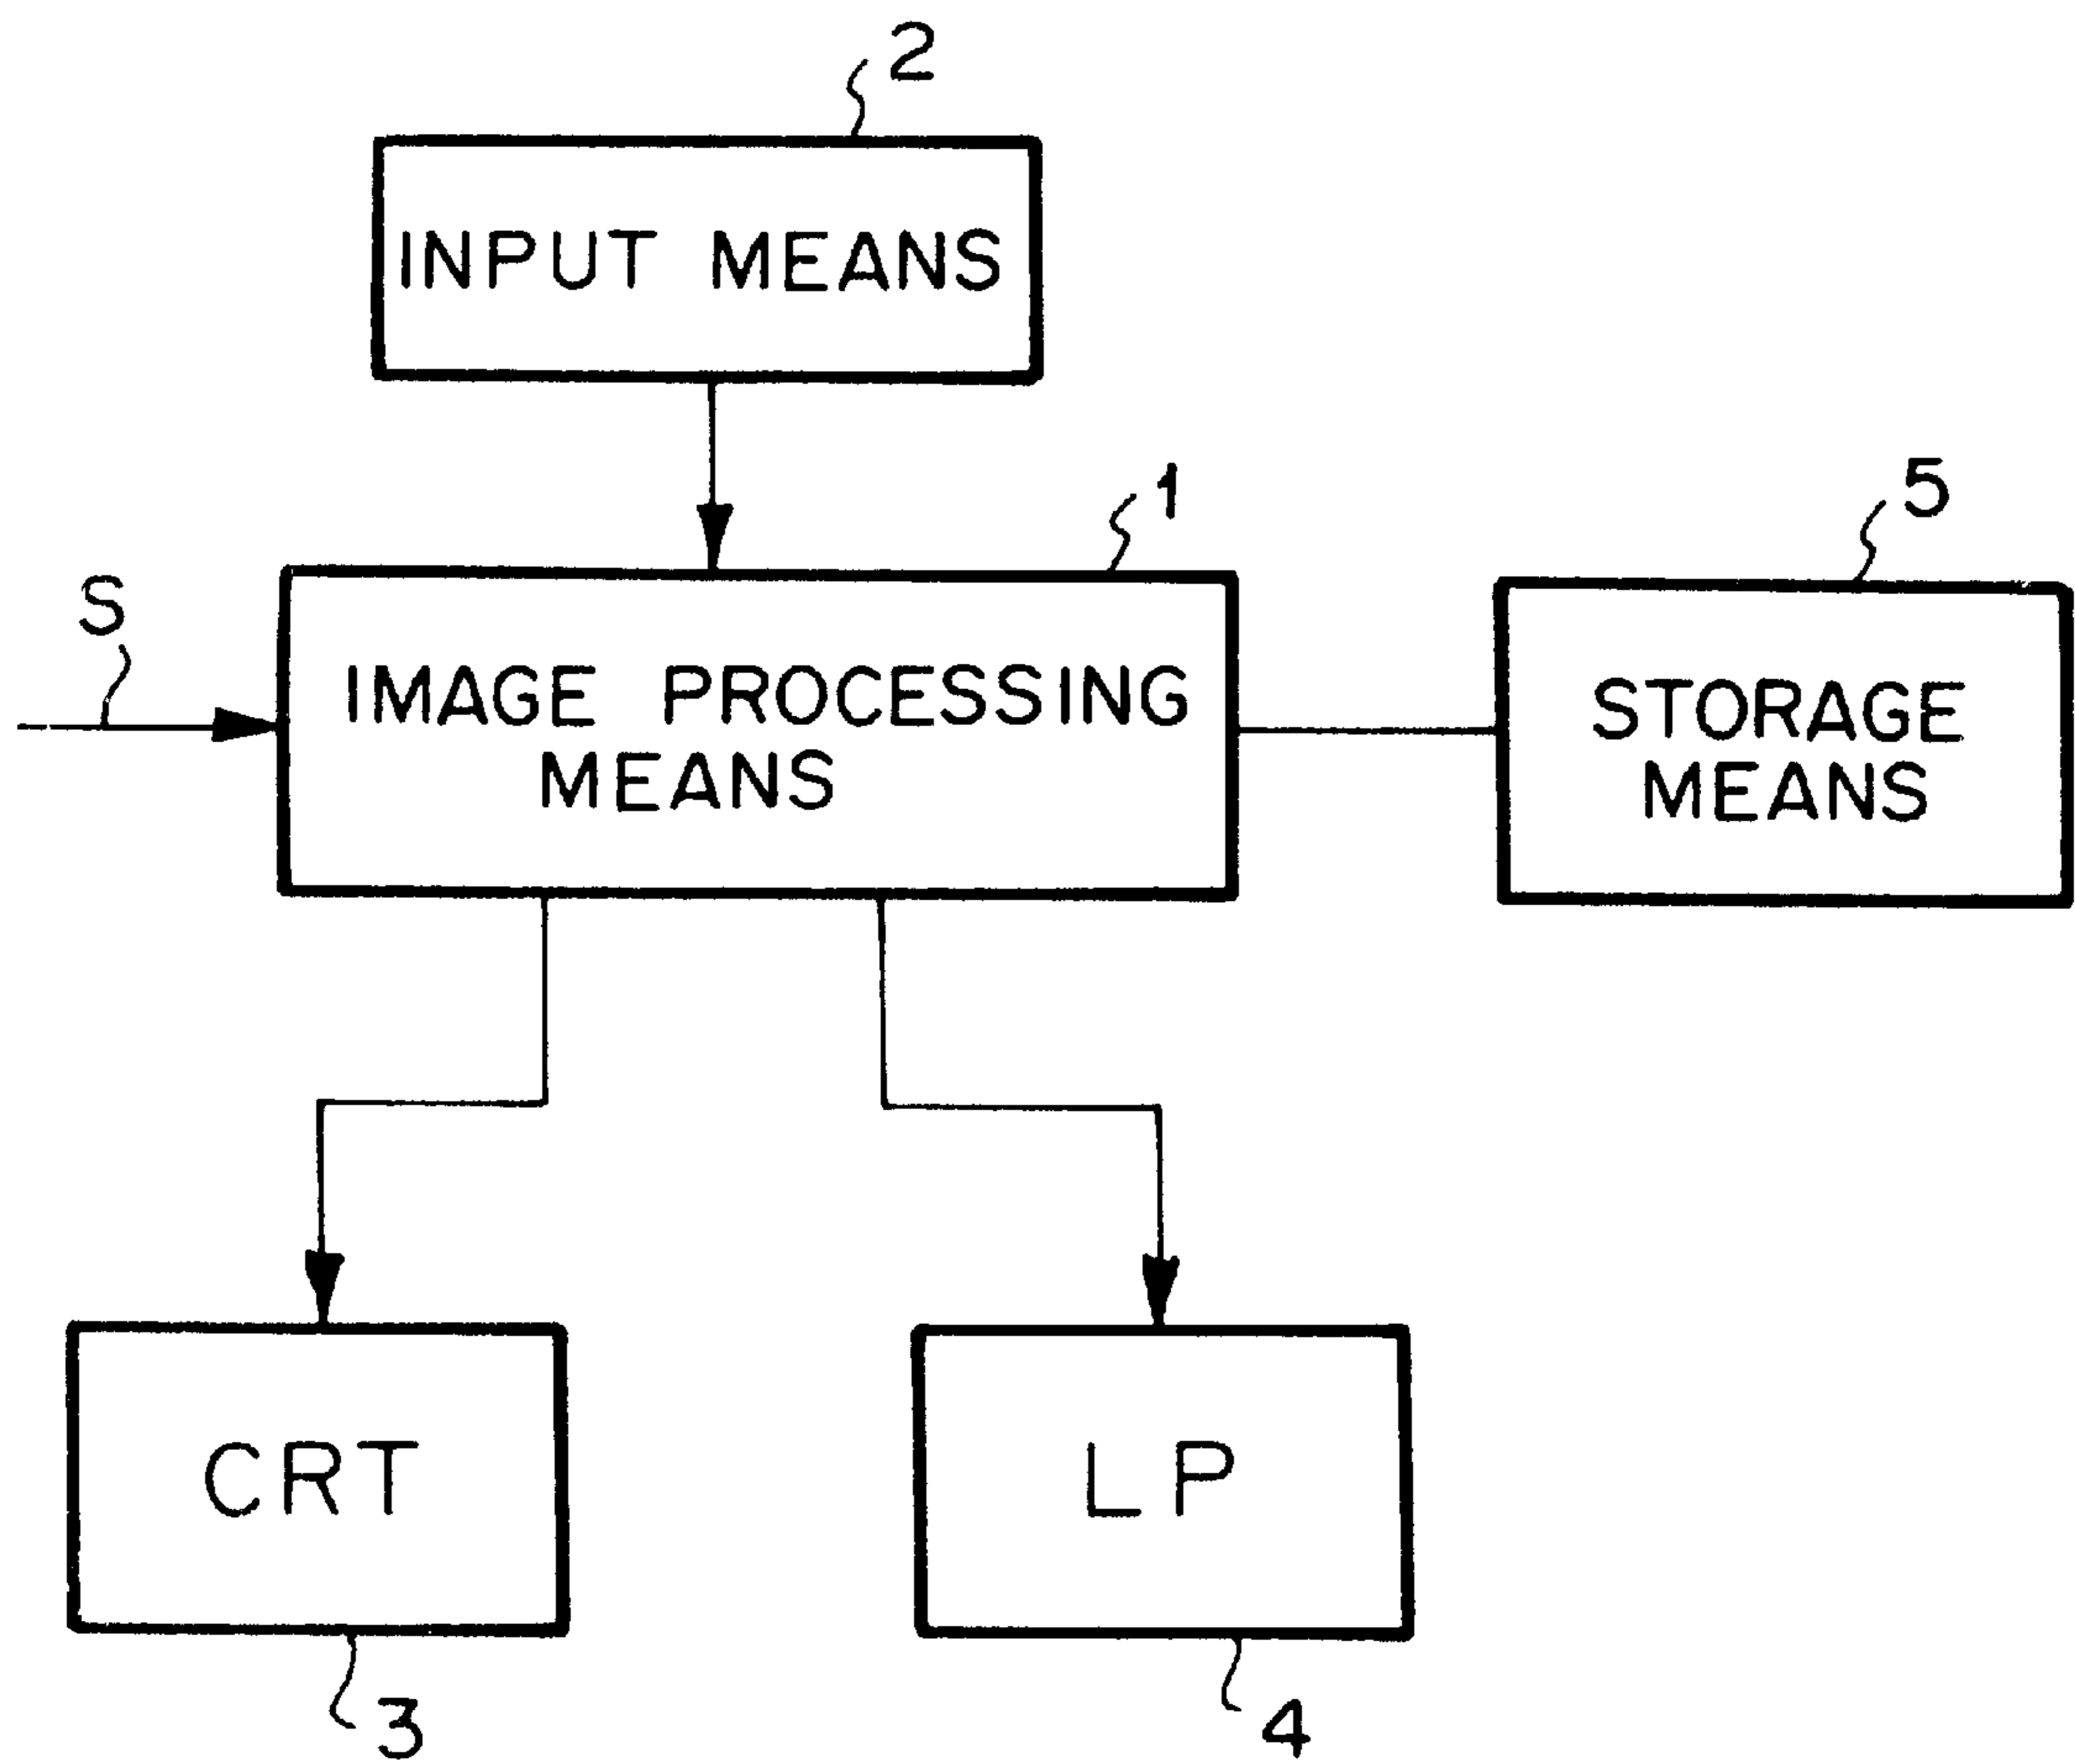 2
INPUT MEANS
1
5
S
IMAGE PROCESSING
MEANS
STORAGE
MEANS
CRT
LP
3
4